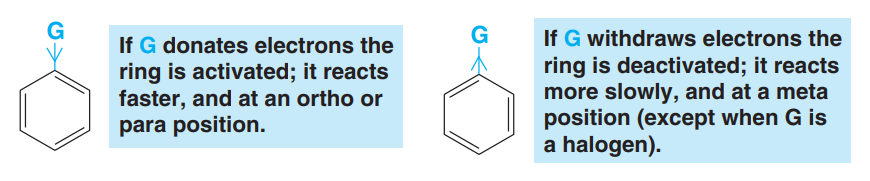 G
If G donates electrons the
ring is activated; it reacts
faster, and at an ortho or
para position.
G
If G withdraws electrons the
ring is deactivated; it reacts
more slowly, and at a meta
position (except when G is
a halogen).